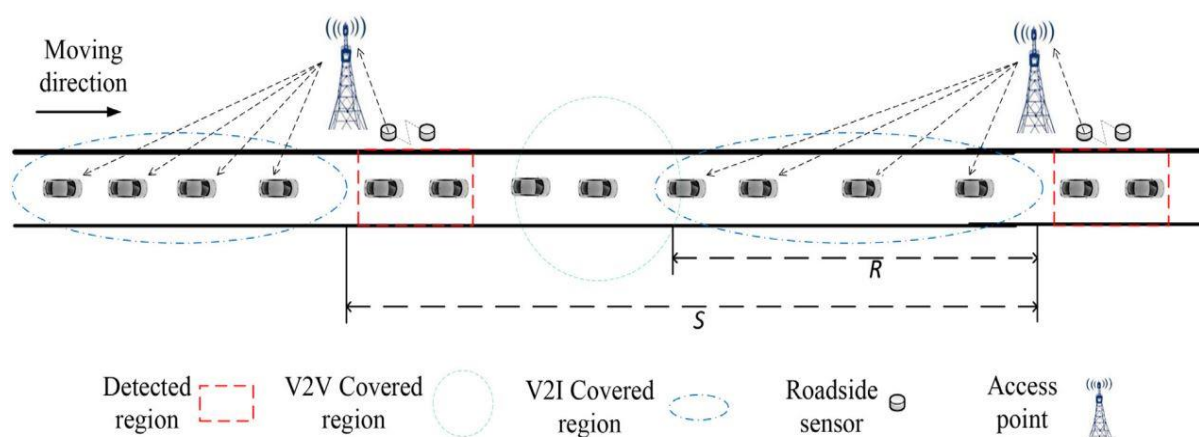 Moving
direction
R
S
Detected
region
V2V Covered
region
V2I Covered
region
Roadside
sensor
Access
point